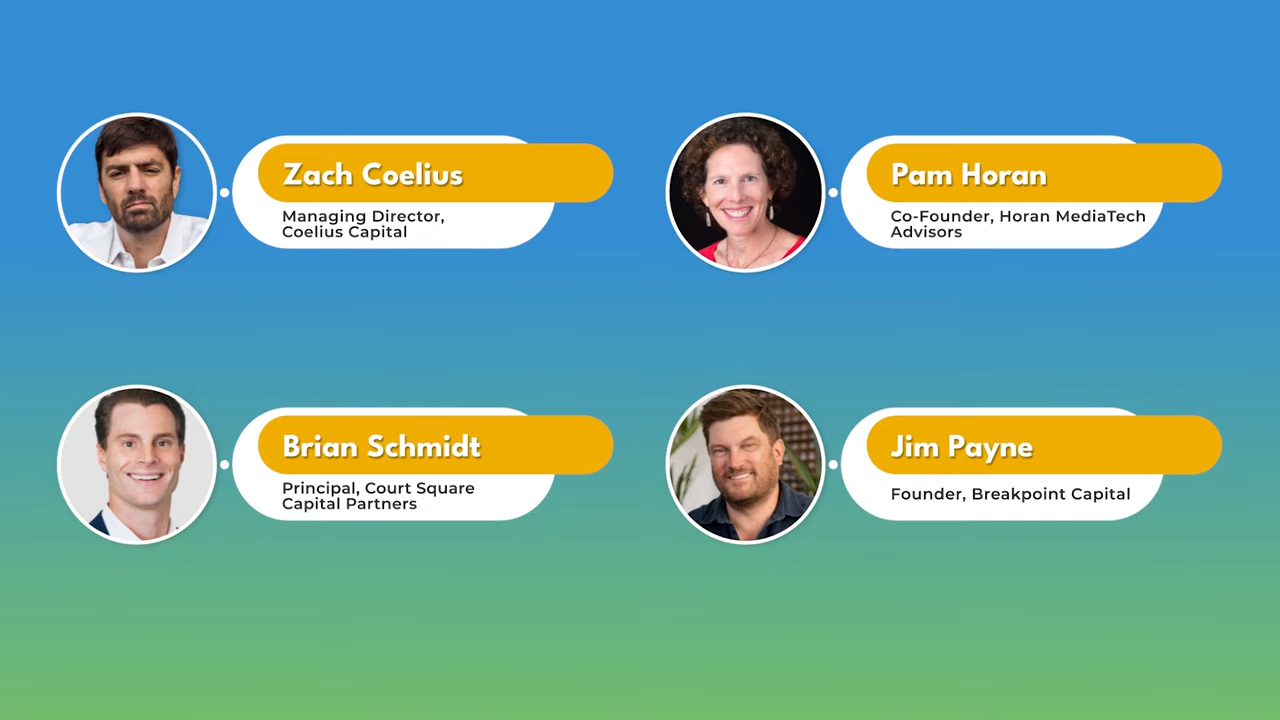 Zach Coelius
Managing Director,
Coelius Capital
Pam Horan
Co-Founder, Horan MediaTech
Advisors
Brian Schmidt
Principal, Court Square
Capital Partners
Jim Payne
Founder, Breakpoint Capital